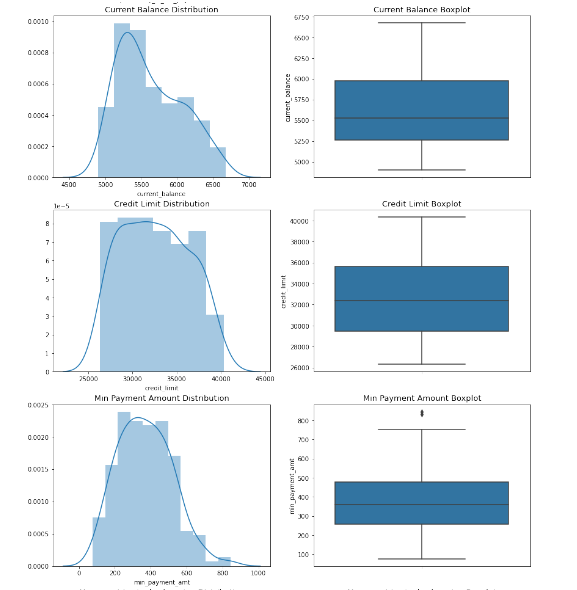 Current Balance Distribution
Current Balance Boxplot
0.0010
0.0008
0.0006
0.0004
0.0002
0.0000
4500 5000 5500 6000 6500 7000
current_balance
6750
6500
6250
6000
5750
5500
5250
5000
current_balance
1e-5
Credit Limit Distribution
Credit Limit Boxplot
8
7
6
5
4
3
2
1
0
25000 30000 35000 40000 45000
credit_limit
40000
38000
36000
34000
32000
30000
28000
26000
credit_limit
Min Payment Amount Distribution
Min Payment Amount Boxplot
0.0025
0.0020
0.0015
0.0010
0.0005
0.0000
0 200 400 600 800 1000
min_payment_amt
800
700
600
500
400
300
200
100
min_payment_amt